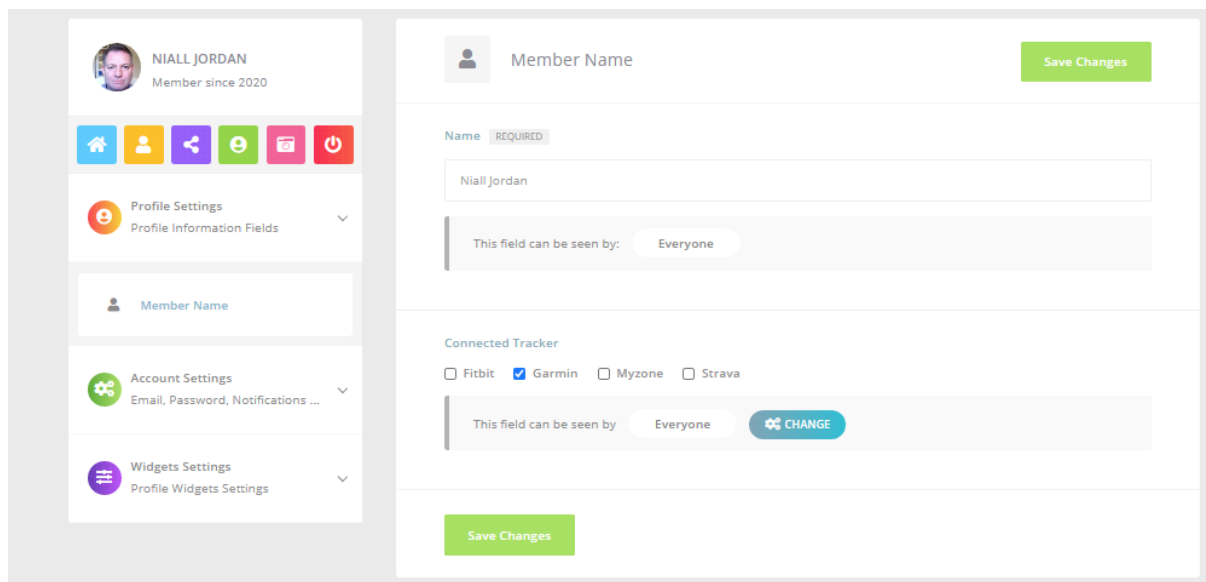 NIALL JORDAN
Member since 2020
Profile Settings
Profile Information Fields
Member Name
Account Settings
Email, Password, Notifications ...
Widgets Settings
Profile Widgets Settings
Member Name
Save Changes
Name REQUIRED
Niall Jordan
This field can be seen by: Everyone
Connected Tracker
Fitbit Garmin Myzone Strava
This field can be seen by Everyone CHANGE
Save Changes